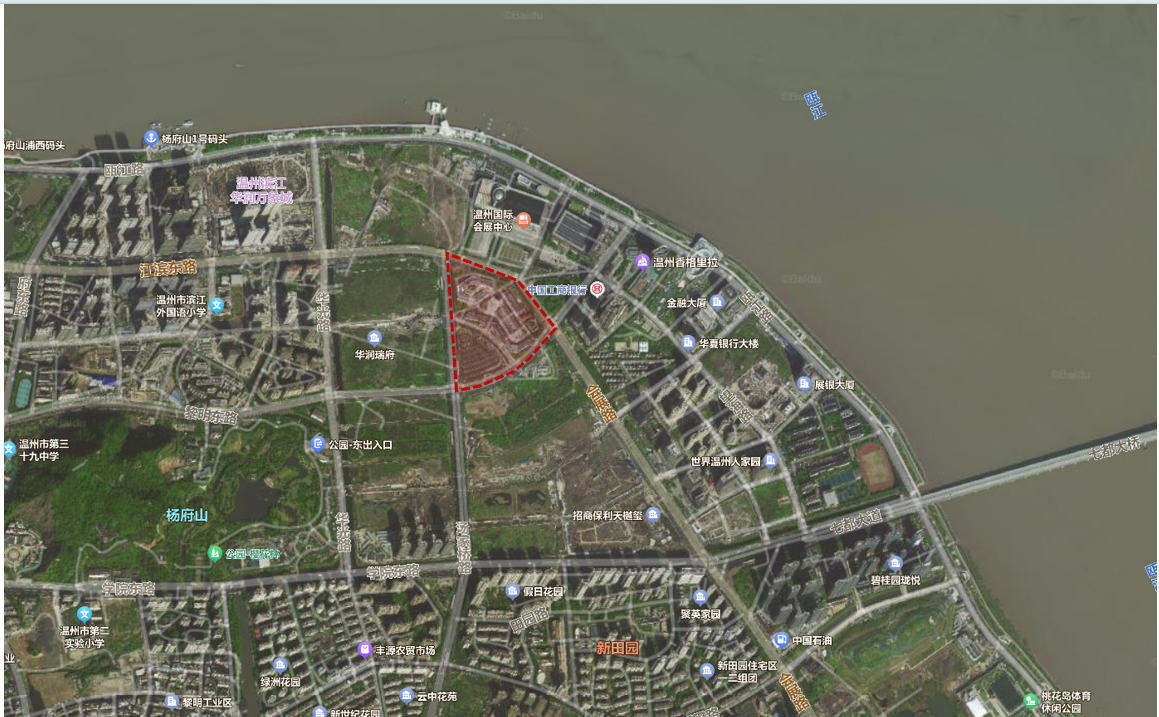 ©Baidu
瓯江
©Baidu
杨府山1号码头
府山浦西码头
瓯江路
温州滨江
华润万象城
温州国际
会展中心
江滨东路
温州香格里拉
©Baidu
中国工商银行
金融大厦
温州市滨江
外国语小学
华润瑞府
华夏银行大楼
©Baidu
展银大厦
黎明东路
温州市第三
十九中学
公园-东出入口
世界温州人家园
七都大桥
杨府山
招商保利天樾玺
七都大道
公园-樱花林
学院东路
学院东路
碧桂园珑悦
假日花园
温州市第二
实验小学
聚英家园
中国石油
丰源农贸市场
新田园
新田园住宅区
一二组团
绿洲花园
云中花苑
黎明工业区
新世纪花园
桃花岛体育
休闲公园
业